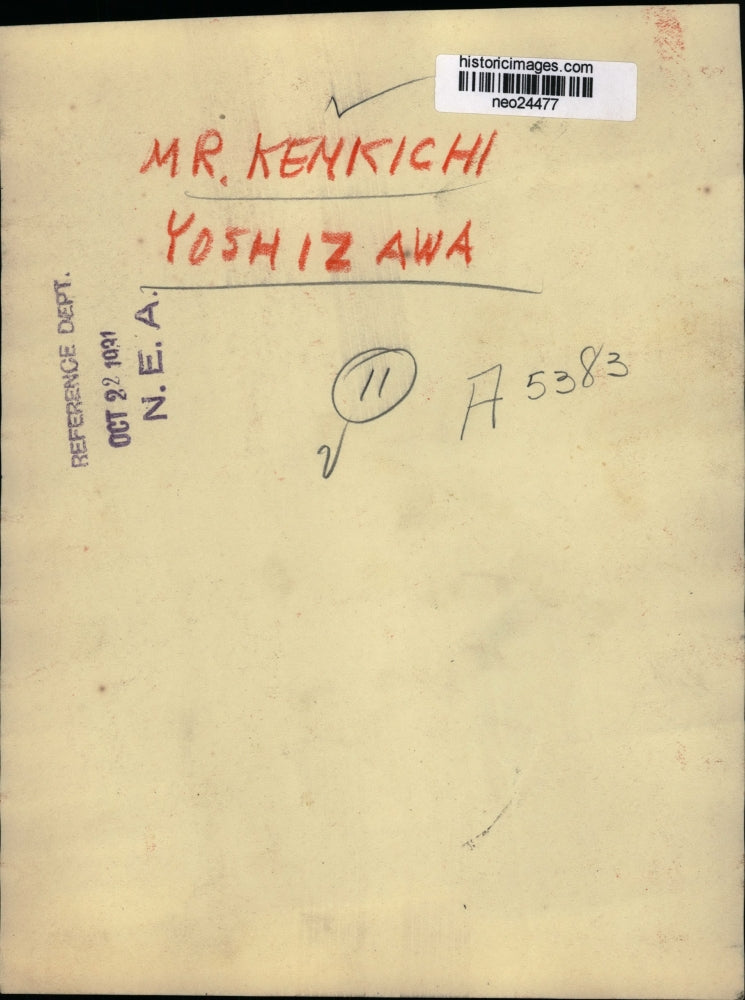 historicimages.com
neo24477
MR. KENKICHI
YOSHIZAWA
REFERENCE DEPT.
OCT 22 1931
N. E. A.
11
A 5383